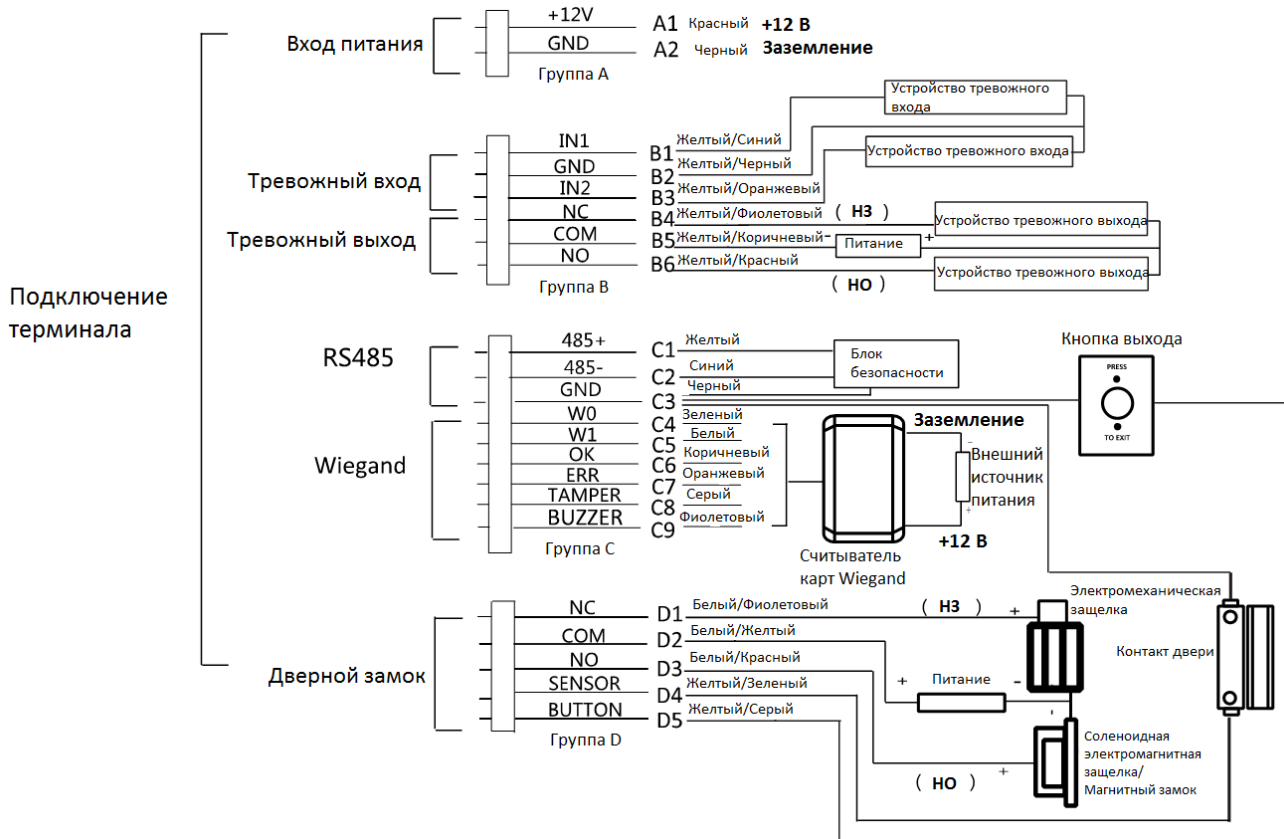 Подключение
терминала
Вход питания
+12V
GND
Группа A
A1 Красный +12 В
A2 Черный Заземление
Тревожный вход
Тревожный выход
IN1
GND
IN2
NC
COM
NO
Группа B
B1 Желтый/Синий
B2 Желтый/Черный
B3 Желтый/Оранжевый
B4 Желтый/Фиолетовый ( НЗ )
B5 Желтый/Коричневый - Питание +
B6 Желтый/Красный
( НО )
Устройство тревожного
входа
Устройство тревожного входа
Устройство тревожного выхода
Устройство тревожного выхода
RS485
Wiegand
485+
485-
GND
W0
W1
OK
ERR
TAMPER
BUZZER
Группа C
C1 Желтый
C2 Синий
C3 Черный
C4 Зеленый
C5 Белый
C6 Коричневый
C7 Оранжевый
C8 Серый
C9 Фиолетовый
Блок
безопасности
Кнопка выхода
PRESS
TO EXIT
Заземление
-
Внешний
источник
питания
+
+12 В
Считыватель
карт Wiegand
Дверной замок
NC
COM
NO
SENSOR
BUTTON
Группа D
D1 Белый/Фиолетовый ( НЗ ) +
D2 Белый/Желтый
D3 Белый/Красный
D4 Желтый/Зеленый
D5 Желтый/Серый
+ Питание -
-
( НО ) +
Электромеханическая
защелка
Контакт двери
Соленоидная
электромагнитная
защелка/
Магнитный замок